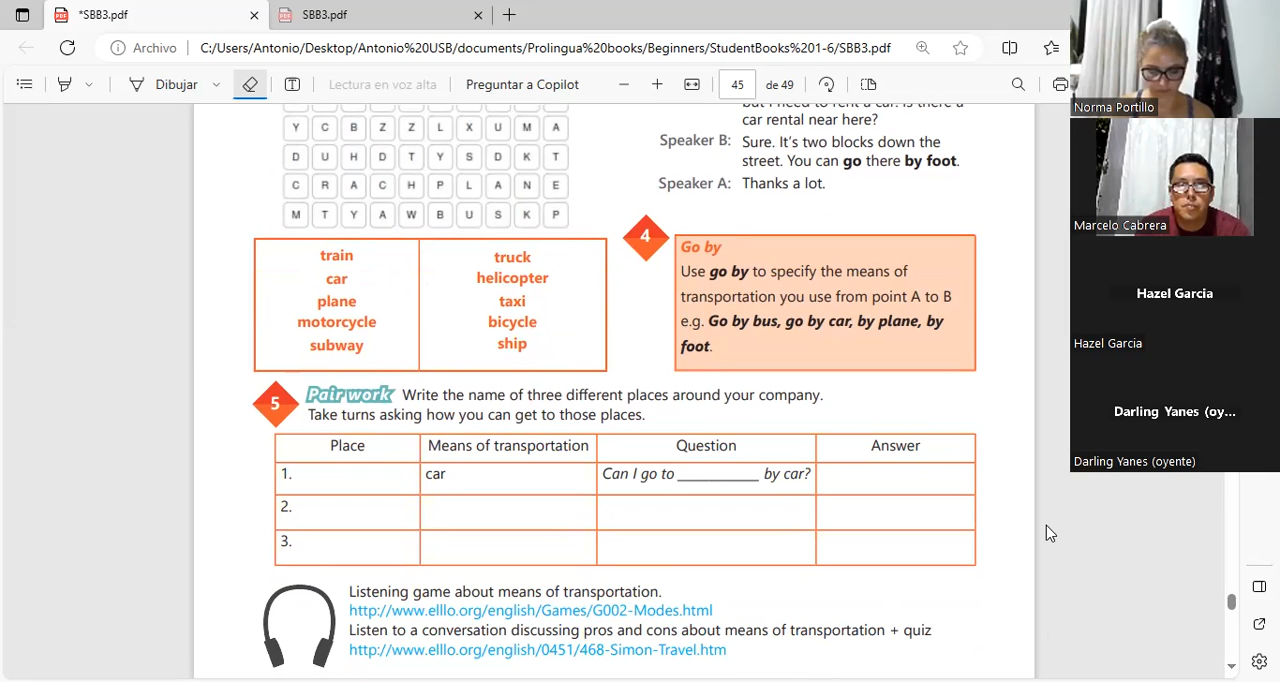 *SBB3.pdf
SBB3.pdf
Archivo
C:/Users/Antonio/Desktop/Antonio%20USB/documents/Prolingua%20books/Beginners/StudentBooks%201-6/SBB3.pdf
Dibujar
Lectura en voz alta
Preguntar a Copilot
45
de 49
but I need to rent a car. Is there a
car rental near here?
Speaker B: Sure. It's two blocks down the
street. You can go there by foot.
Speaker A: Thanks a lot.
Y C B Z Z L X U M A
D U H D T Y S D K T
C R A C H P L A N E
M T Y A W B U S K P
train
car
plane
motorcycle
subway
truck
helicopter
taxi
bicycle
ship
4
Go by
Use go by to specify the means of
transportation you use from point A to B
e.g. Go by bus, go by car, by plane, by
foot.
5
Pair work Write the name of three different places around your company.
Take turns asking how you can get to those places.
Place Means of transportation Question Answer
1. car Can I go to __________ by car?
2.
3.
Listening game about means of transportation.
http://www.elllo.org/english/Games/G002-Modes.html
Listen to a conversation discussing pros and cons about means of transportation + quiz
http://www.elllo.org/english/0451/468-Simon-Travel.htm
Norma Portillo
Marcelo Cabrera
Hazel Garcia
Hazel Garcia
Darling Yanes (oy...
Darling Yanes (oyente)